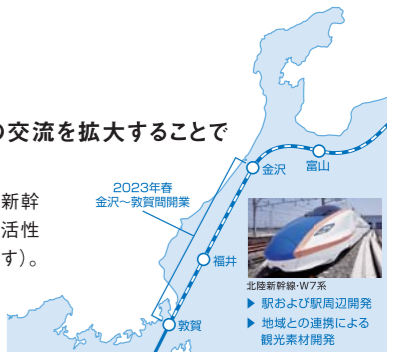 の交流を拡大することで
新幹
活性
す)。
2023年春
金沢〜敦賀間開業
金沢
富山
福井
敦賀
北陸新幹線・W7系
▶ 駅および駅周辺開発
▶ 地域との連携による
観光素材開発